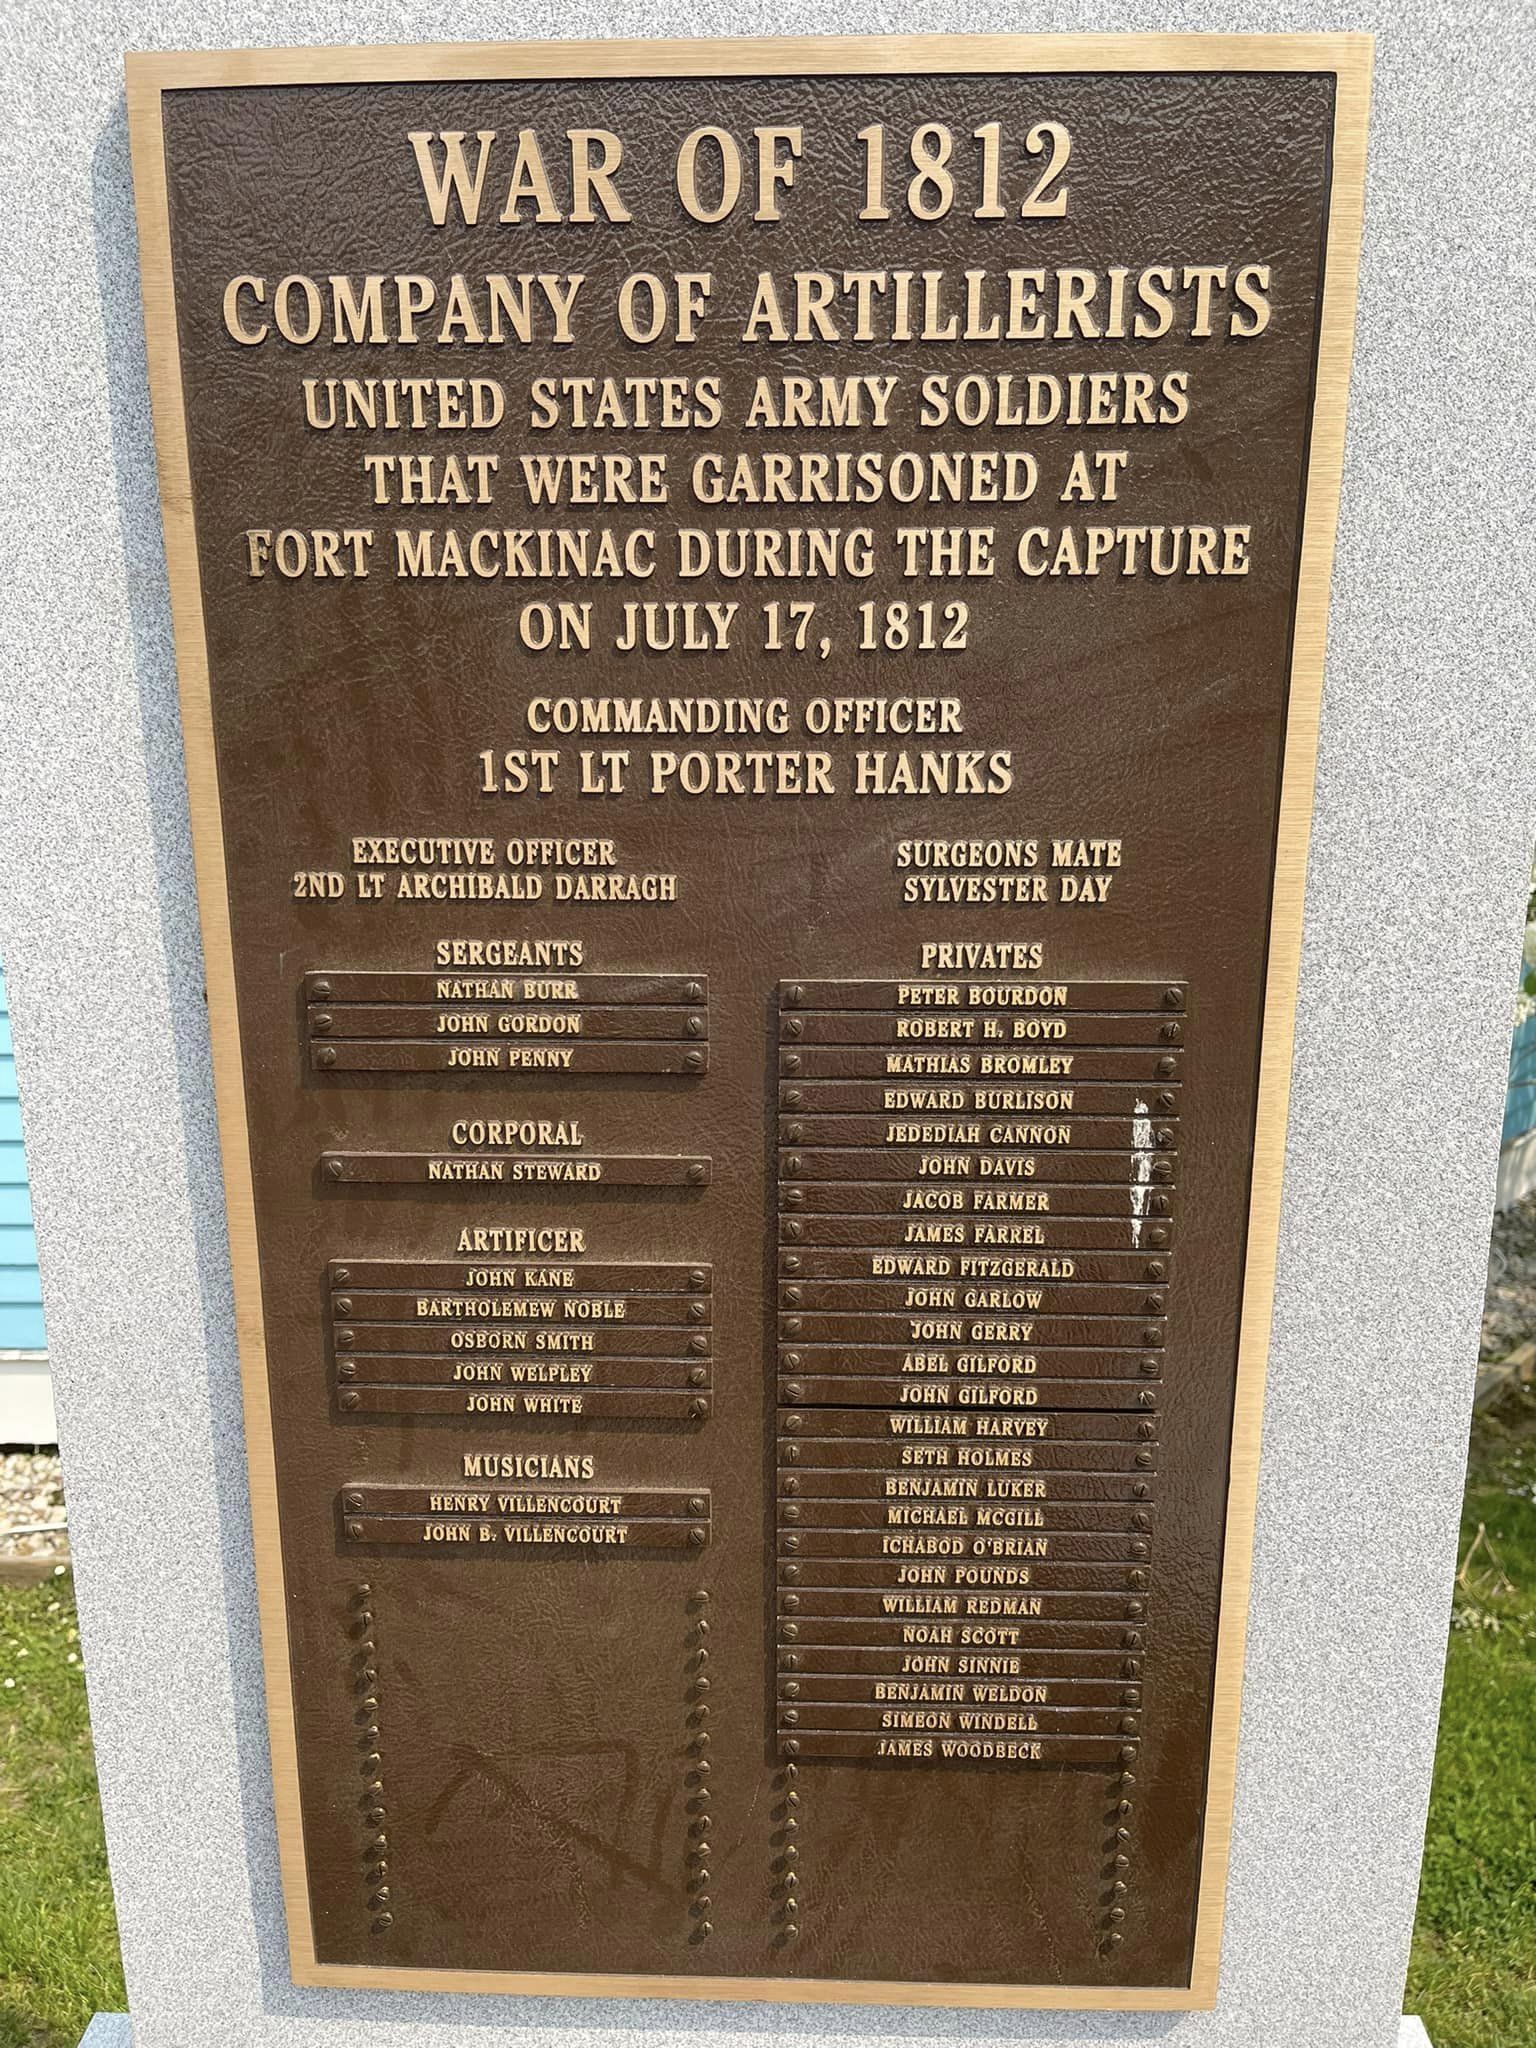 WAR OF 1812
COMPANY OF ARTILLERISTS
UNITED STATES ARMY SOLDIERS
THAT WERE GARRISONED AT
FORT MACKINAC DURING THE CAPTURE
ON JULY 17, 1812
COMMANDING OFFICER
1ST LT PORTER HANKS
EXECUTIVE OFFICER
2ND LT ARCHIBALD DARRAGH
SERGEANTS
NATHAN BURR
JOHN GORDON
JOHN PENNY
CORPORAL
NATHAN STEWARD
ARTIFICER
JOHN KANE
BARTHOLEMEW NOBLE
OSBORN SMITH
JOHN WELPLEY
JOHN WHITE
MUSICIANS
HENRY VILLENCOURT
JOHN B. VILLENCOURT
SURGEONS MATE
SYLVESTER DAY
PRIVATES
PETER BOURDON
ROBERT H. BOYD
MATHIAS BROMLEY
EDWARD BURLISON
JEDEDIAH CANNON
JOHN DAVIS
JACOB FARMER
JAMES FARREL
EDWARD FITZGERALD
JOHN GARLOW
JOHN GERRY
ABEL GILFORD
JOHN GILFORD
WILLIAM HARVEY
SETH HOLMES
BENJAMIN LUKER
MICHAEL MCGILL
ICHABOD O'BRIAN
JOHN POUNDS
WILLIAM REDMAN
NOAH SCOTT
JOHN SINNIE
BENJAMIN WELDON
SIMEON WINDELL
JAMES WOODBECK